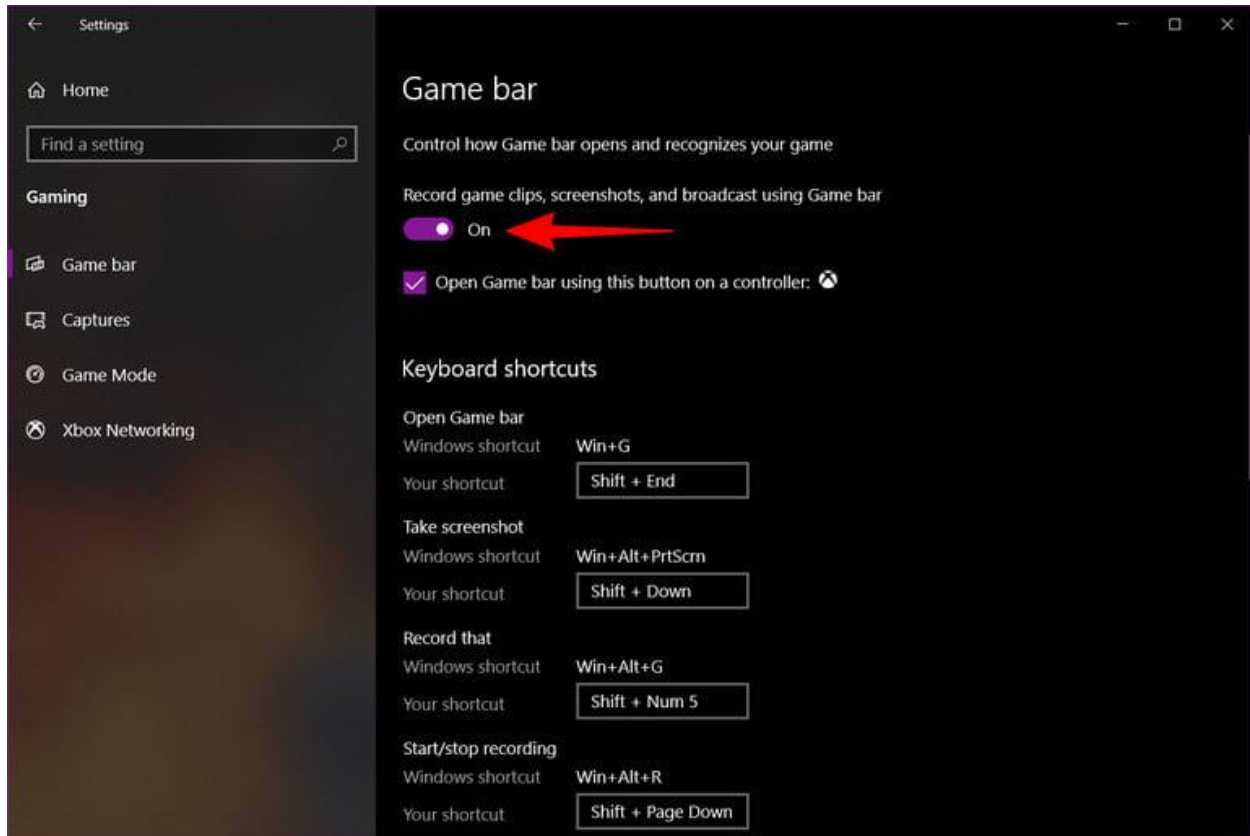 Settings
Home
Find a setting
Gaming
Game bar
Captures
Game Mode
Xbox Networking
Game bar
Control how Game bar opens and recognizes your game
Record game clips, screenshots, and broadcast using Game bar
On
Open Game bar using this button on a controller:
Keyboard shortcuts
Open Game bar
Windows shortcut Win+G
Your shortcut Shift + End
Take screenshot
Windows shortcut Win+Alt+PrtScrn
Your shortcut Shift + Down
Record that
Windows shortcut Win+Alt+G
Your shortcut Shift + Num 5
Start/stop recording
Windows shortcut Win+Alt+R
Your shortcut Shift + Page Down